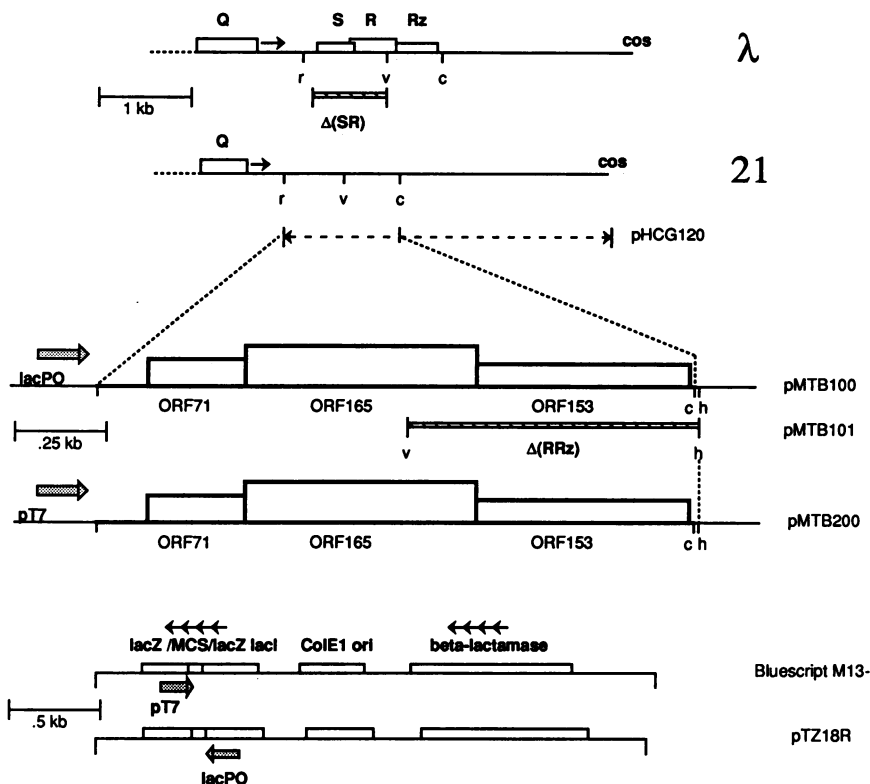 Q S R Rz
cos λ
r v c
1 kb
Δ(SR)
Q
cos 21
r v c
pHCG120
lacPO
pMTB100
ORF71 ORF165 ORF153 c h
.25 kb
pMTB101
v Δ(RRz) h
pT7
pMTB200
ORF71 ORF165 ORF153 c h
lacZ /MCS/lacZ lacI ColE1 ori beta-lactamase
Bluescript M13-
pT7
.5 kb
pTZ18R
lacPO